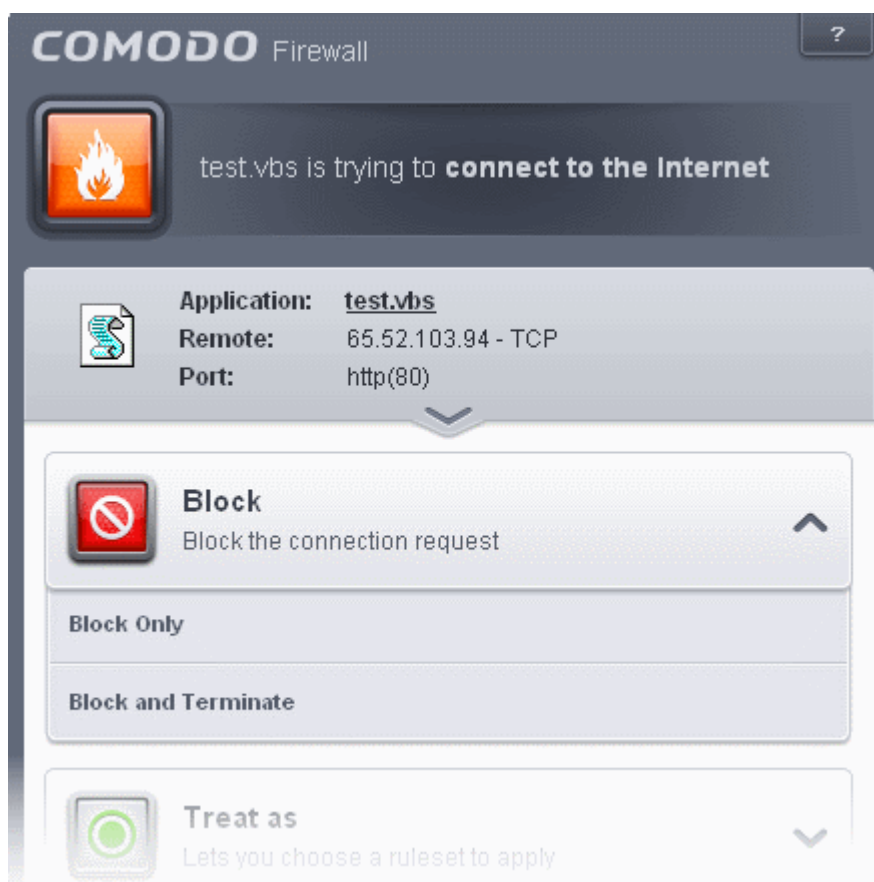 COMODO Firewall
?
test.vbs is trying to connect to the Internet
Application: test.vbs
Remote: 65.52.103.94 - TCP
Port: http(80)
Block
Block the connection request
Block Only
Block and Terminate
Treat as
Lets you choose a ruleset to apply